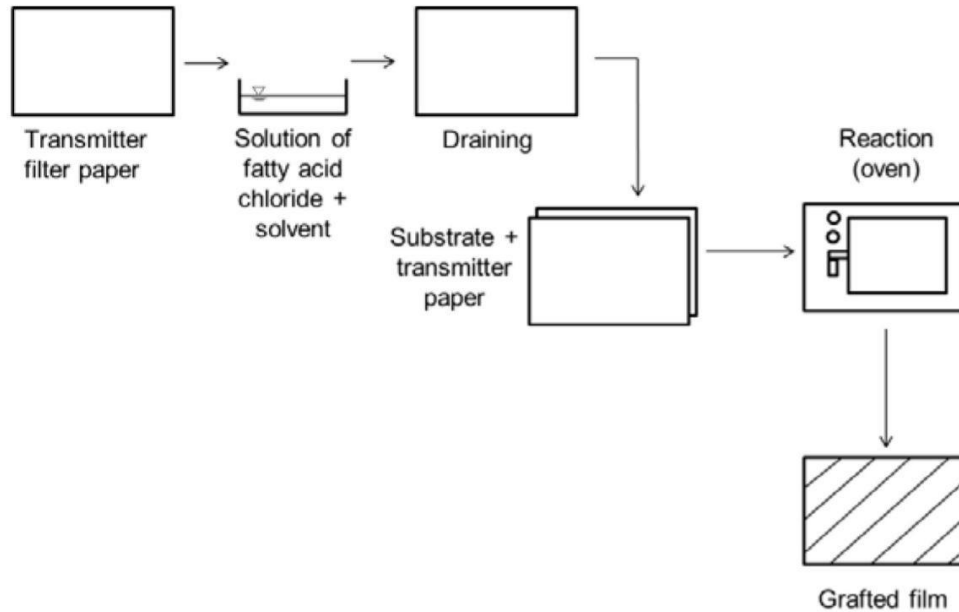 Transmitter
filter paper
Solution of
fatty acid
chloride +
solvent
Draining
Substrate +
transmitter
paper
Reaction
(oven)
Grafted film